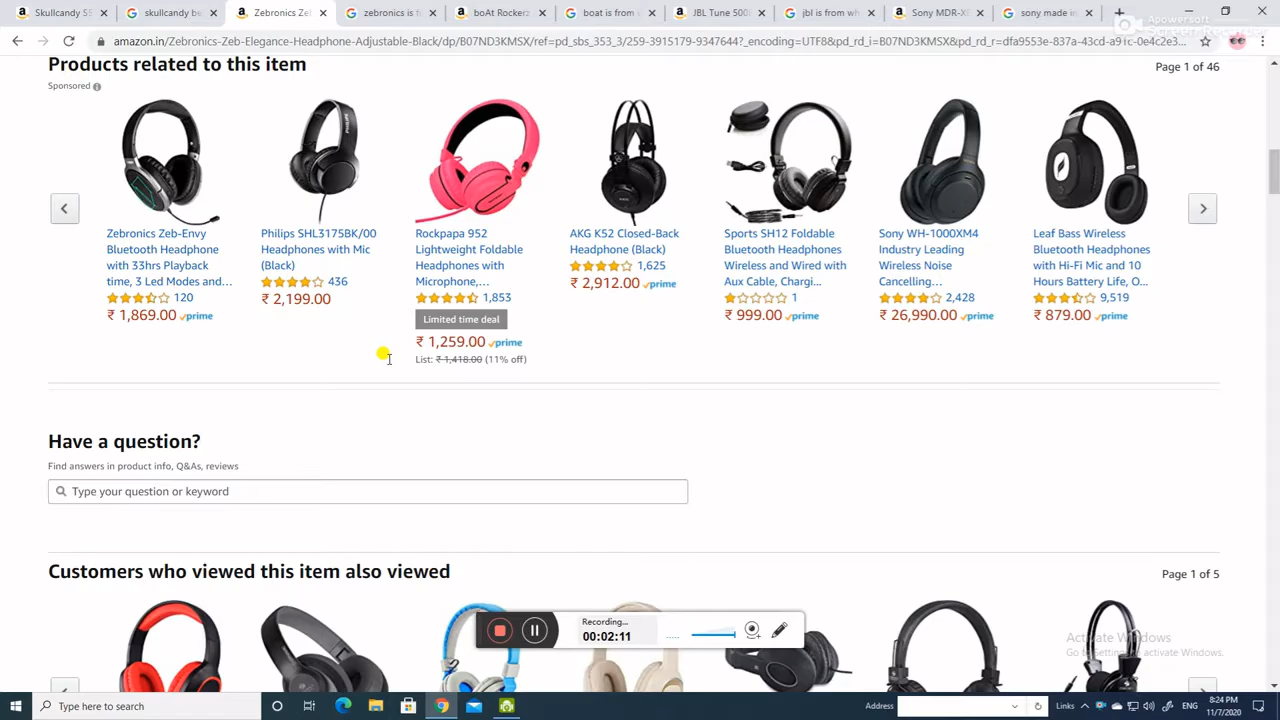 Skullcandy S5
skullcandy be
Zebronics Zel
zebronics is f
boAt Rockerz
boat is from
JBL Tune 500
jbl is from wh
Sony MDR-XE
sony made in
Apowersoft
Screen Recorder
amazon.in/Zebronics-Zeb-Elegance-Headphone-Adjustable-Black/dp/B07ND3KMSX/ref=pd_sbs_353_3/259-3915179-9347644?_encoding=UTF8&pd_rd_i=B07ND3KMSX&pd_rd_r=dfa9553e-837a-43cd-a91c-0e4c2e3...
Products related to this item
Page 1 of 46
Sponsored
PHILIPS
Zebronics Zeb-Envy
Bluetooth Headphone
with 33hrs Playback
time, 3 Led Modes and...
120
₹ 1,869.00 prime
Philips SHL3175BK/00
Headphones with Mic
(Black)
436
₹ 2,199.00
Rockpapa 952
Lightweight Foldable
Headphones with
Microphone,...
1,853
Limited time deal
₹ 1,259.00 prime
List: ₹ 1,418.00 (11% off)
AKG K52 Closed-Back
Headphone (Black)
1,625
₹ 2,912.00 prime
Sports SH12 Foldable
Bluetooth Headphones
Wireless and Wired with
Aux Cable, Chargi...
1
₹ 999.00 prime
Sony WH-1000XM4
Industry Leading
Wireless Noise
Cancelling...
2,428
₹ 26,990.00 prime
Leaf Bass Wireless
Bluetooth Headphones
with Hi-Fi Mic and 10
Hours Battery Life, O...
9,519
₹ 879.00 prime
Have a question?
Find answers in product info, Q&As, reviews
Type your question or keyword
Customers who viewed this item also viewed
Page 1 of 5
Recording...
00:02:11
Activate Windows
Go to Settings to activate Windows.
Type here to search
Address
Links
ENG
8:24 PM
11/7/2020